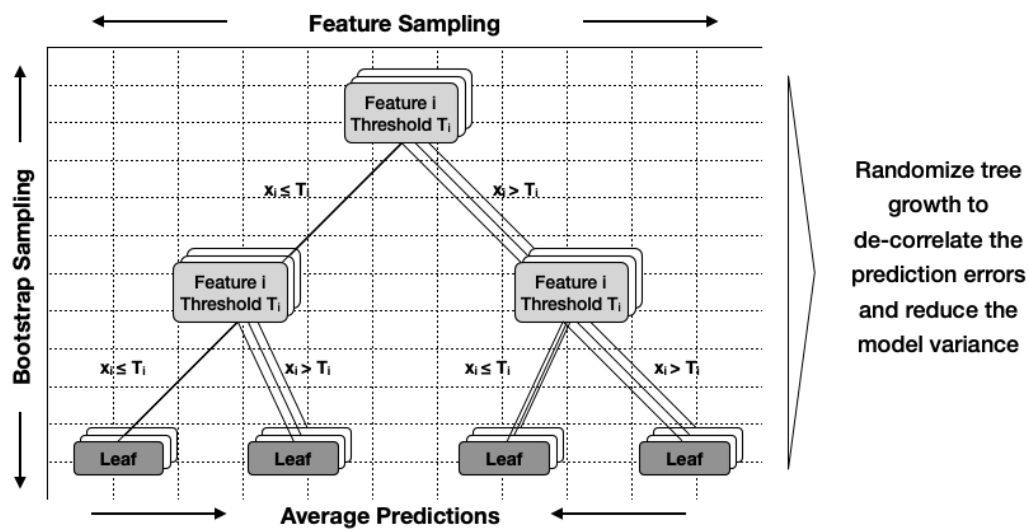 Feature Sampling
Bootstrap Sampling
Feature i
Threshold Tᵢ
xᵢ ≤ Tᵢ
xᵢ > Tᵢ
Feature i
Threshold Tᵢ
Feature i
Threshold Tᵢ
xᵢ ≤ Tᵢ
xᵢ > Tᵢ
xᵢ ≤ Tᵢ
xᵢ > Tᵢ
Leaf
Leaf
Leaf
Leaf
Average Predictions
Randomize tree
growth to
de-correlate the
prediction errors
and reduce the
model variance